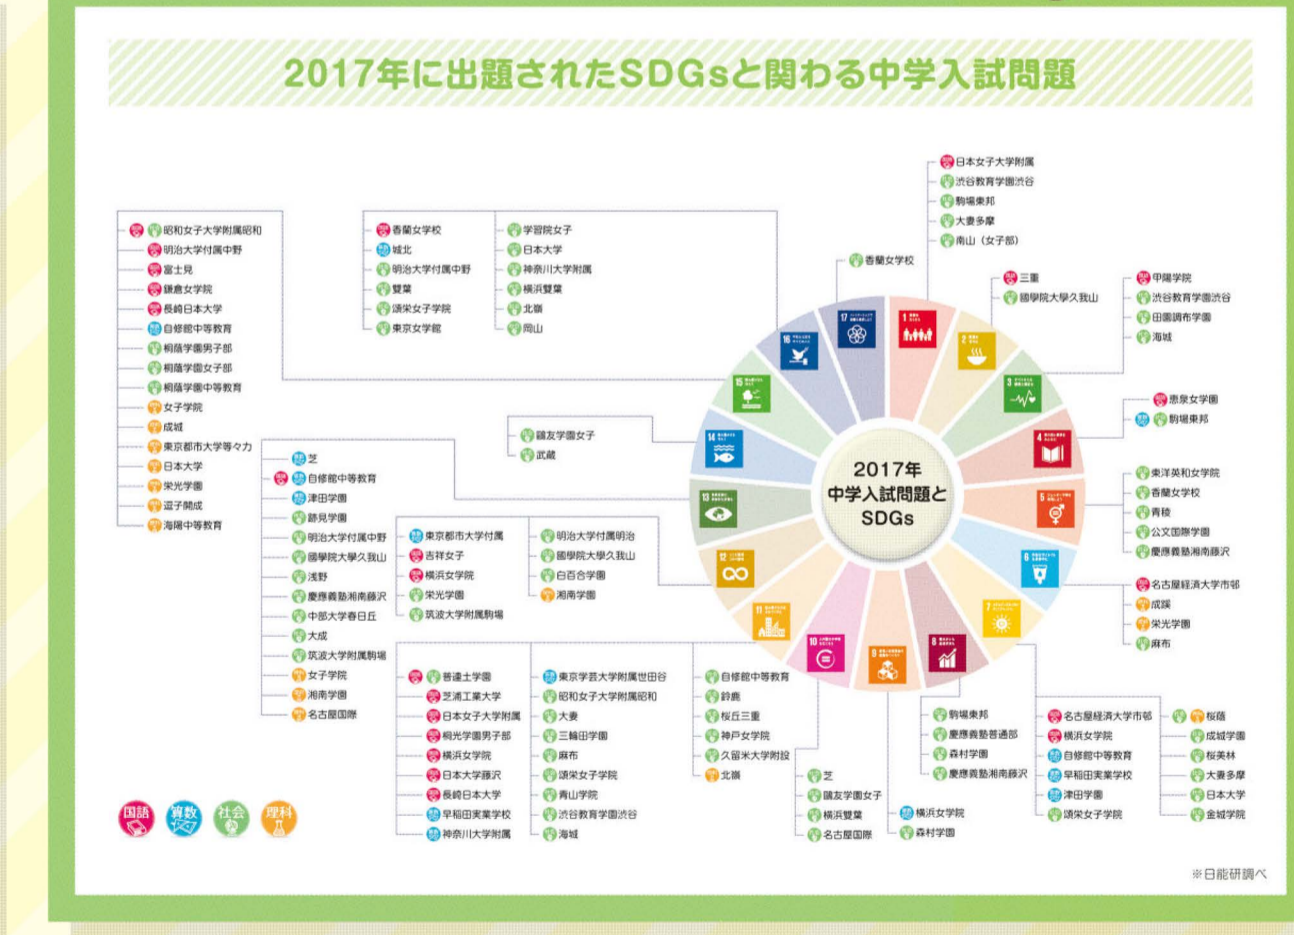 2017年に出題されたSDGsと関わる中学入試問題
日本女子大学附属
渋谷教育学園渋谷
駒場東邦
大妻多摩
南山（女子部）
香蘭女学校
三重
國學院大學久我山
甲陽学院
渋谷教育学園渋谷
田園調布学園
海城
恵泉女学園
駒場東邦
東洋英和女学院
香蘭女学校
青稜
公文国際学園
慶應義塾湘南藤沢
名古屋経済大学市邨
成蹊
栄光学園
麻布
昭和女子大学附属昭和
明治大学付属中野
富士見
鎌倉女学院
長崎日本大学
自修館中等教育
桐蔭学園男子部
桐蔭学園女子部
桐蔭学園中等教育
女子学院
成城
東京都市大学等々力
日本大学
栄光学園
逗子開成
海陽中等教育
香蘭女学校
城北
明治大学付属中野
雙葉
頌栄女子学院
東京女学館
学習院女子
日本大学
神奈川大学附属
横浜雙葉
北嶺
岡山
鷗友学園女子
武蔵
芝
自修館中等教育
津田学園
跡見学園
明治大学付属中野
國學院大學久我山
浅野
慶應義塾湘南藤沢
中部大学春日丘
大成
筑波大学附属駒場
女子学院
湘南学園
名古屋国際
東京都市大学付属
吉祥女子
横浜女学院
栄光学園
筑波大学附属駒場
明治大学付属明治
國學院大學久我山
白百合学園
湘南学園
普連土学園
芝浦工業大学
日本女子大学附属
桐光学園男子部
横浜女学院
日本大学藤沢
長崎日本大学
早稲田実業学校
神奈川大学附属
東京学芸大学附属世田谷
昭和女子大学附属昭和
大妻
三輪田学園
麻布
頌栄女子学院
青山学院
渋谷教育学園渋谷
海城
自修館中等教育
鈴鹿
桜丘三重
神戸女学院
久留米大学附設
北嶺
芝
鷗友学園女子
横浜雙葉
名古屋国際
横浜女学院
森村学園
駒場東邦
慶應義塾普通部
森村学園
慶應義塾湘南藤沢
名古屋経済大学市邨
横浜女学院
自修館中等教育
早稲田実業学校
津田学園
頌栄女子学院
桜蔭
成城学園
桜美林
大妻多摩
日本大学
金城学院
1
2
3
4
5
6
7
8
9
10
11
12
13
14
15
16
17
2017年
中学入試問題と
SDGs
国語
算数
社会
理科
※日能研調べ